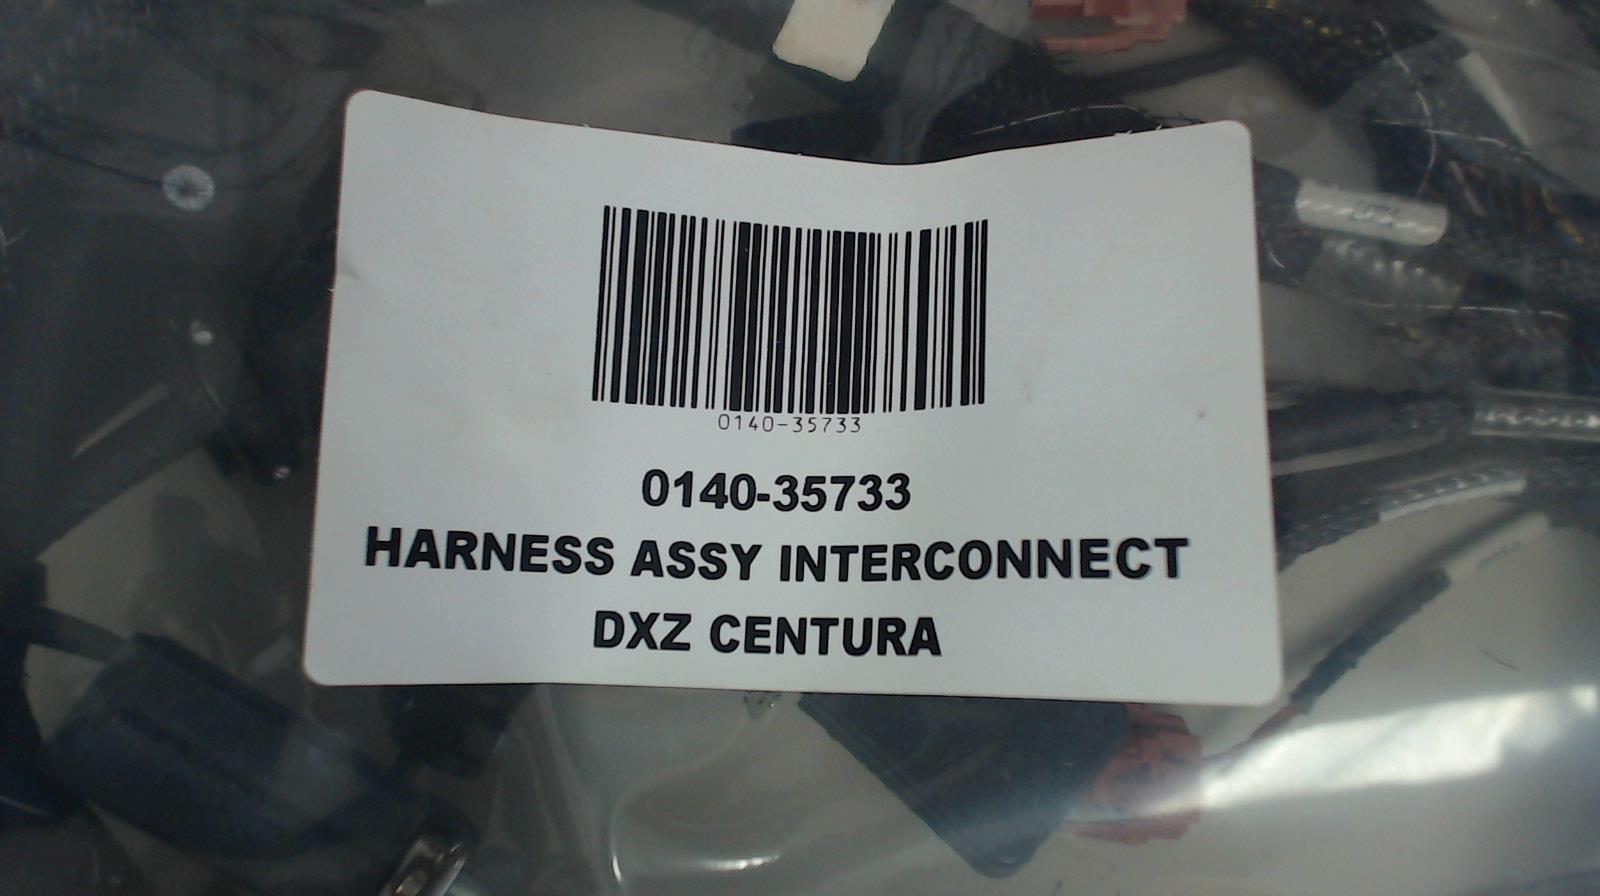 0140-35733
0140-35733
HARNESS ASSY INTERCONNECT
DXZ CENTURA